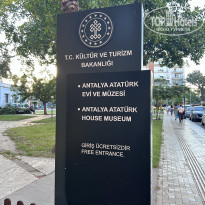 T.C. KÜLTÜR VE TURİZM
BAKANLIĞI
• ANTALYA ATATÜRK
EVİ VE MÜZESİ
• ANTALYA ATATÜRK
HOUSE MUSEUM
GİRİŞ ÜCRETSİZDİR
FREE ENTRANCE
TOPHOTELS